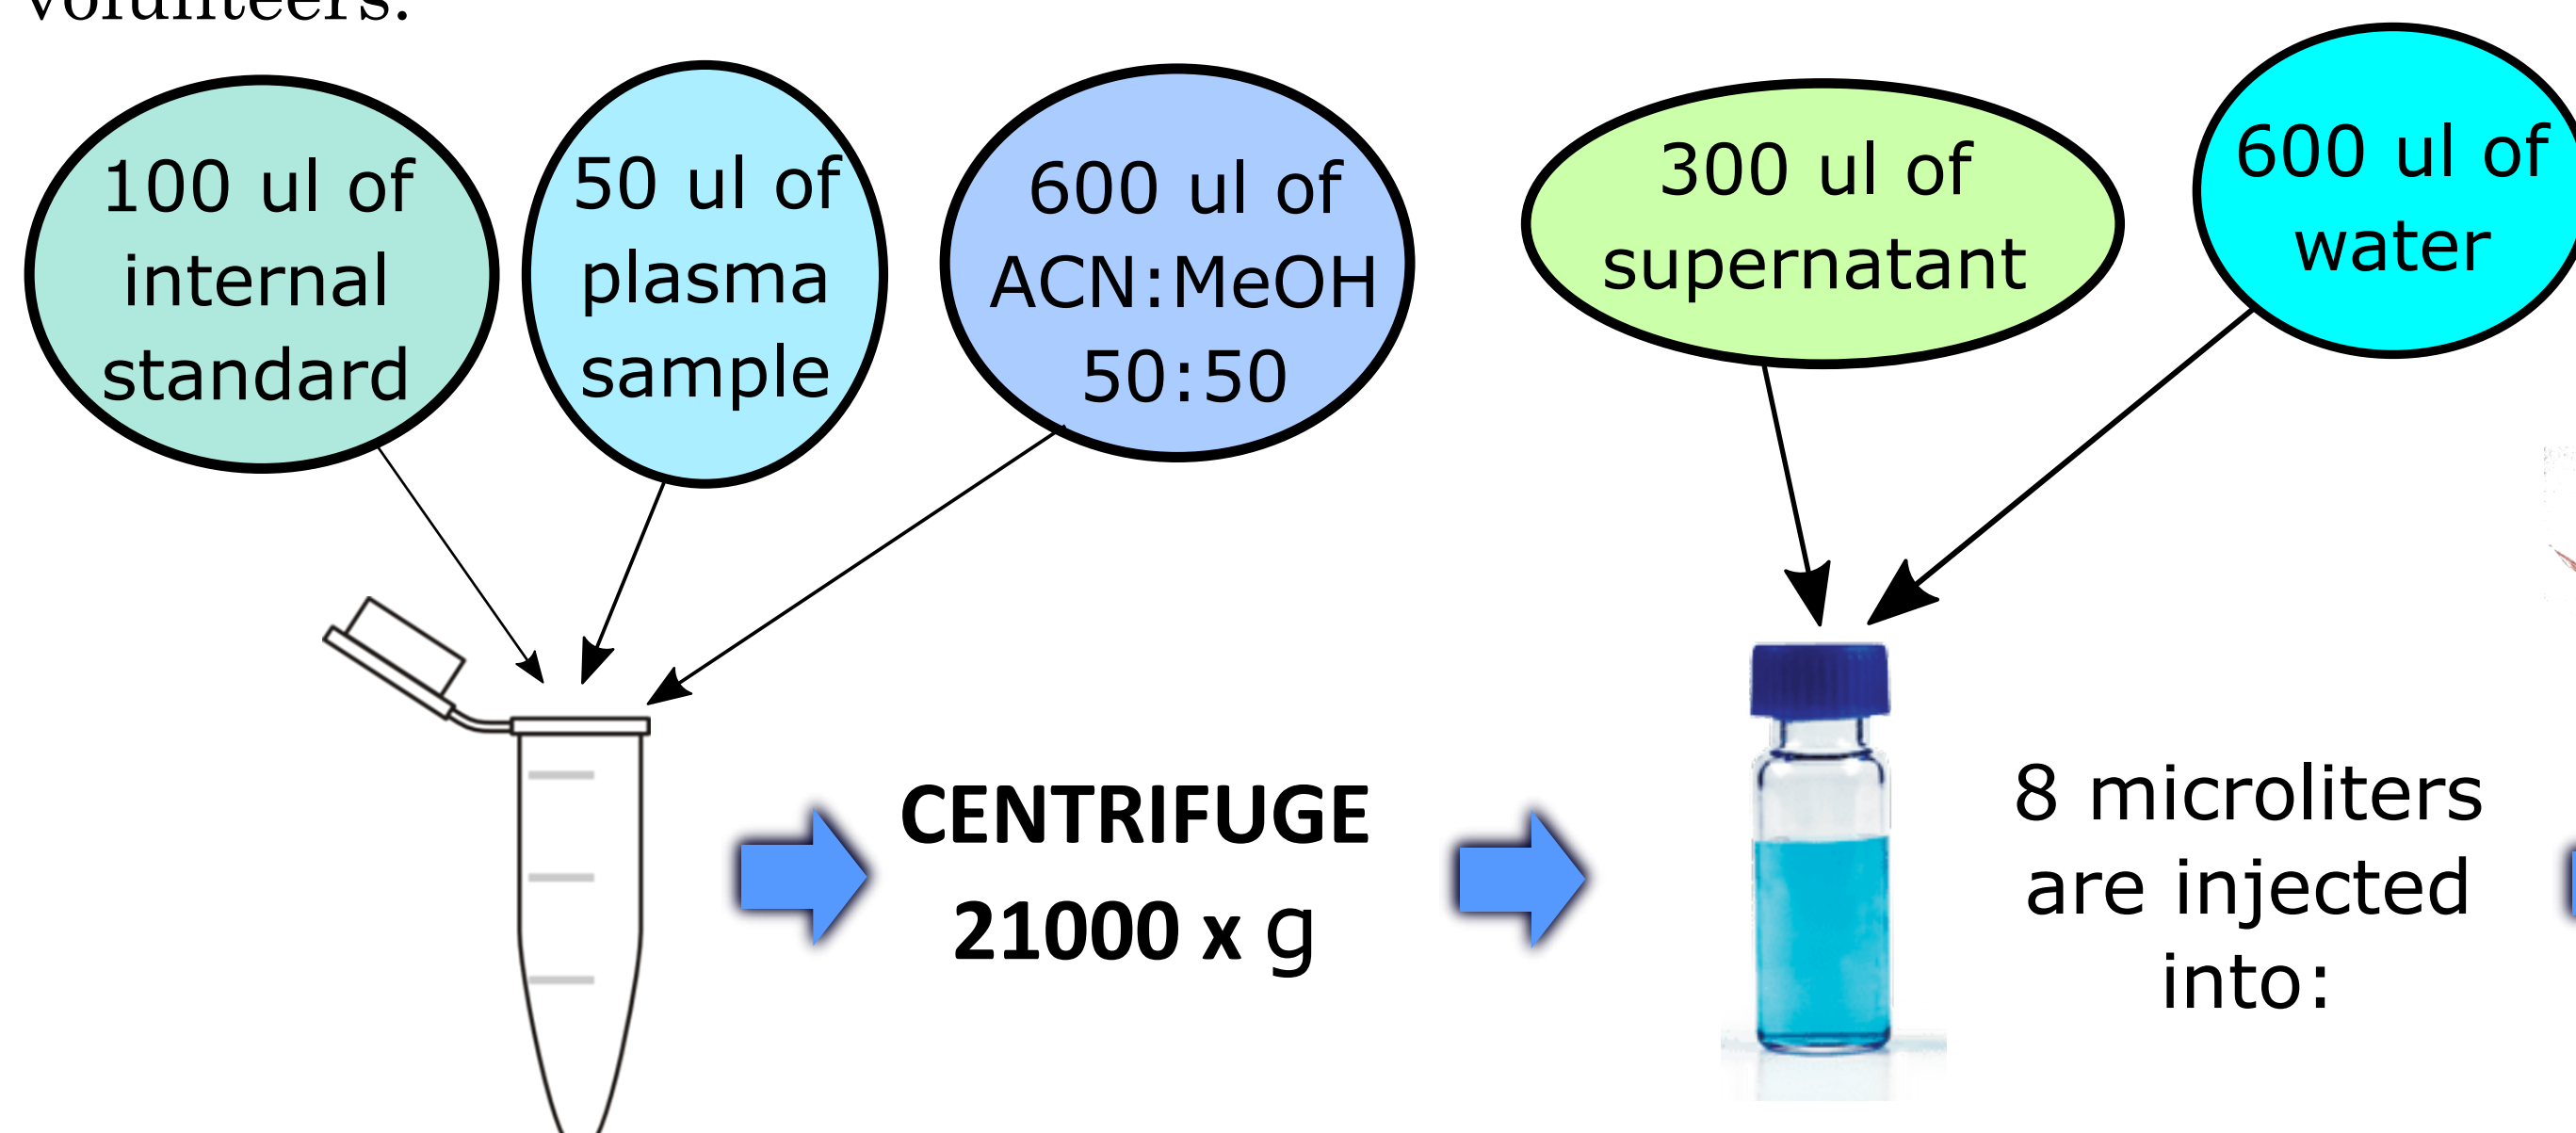 volunteers.
100 ul of
internal
standard
50 ul of
plasma
sample
600 ul of
ACN:MeOH
50:50
300 ul of
supernatant
600 ul of
water
CENTRIFUGE
21000 x g
8 microliters
are injected
into: